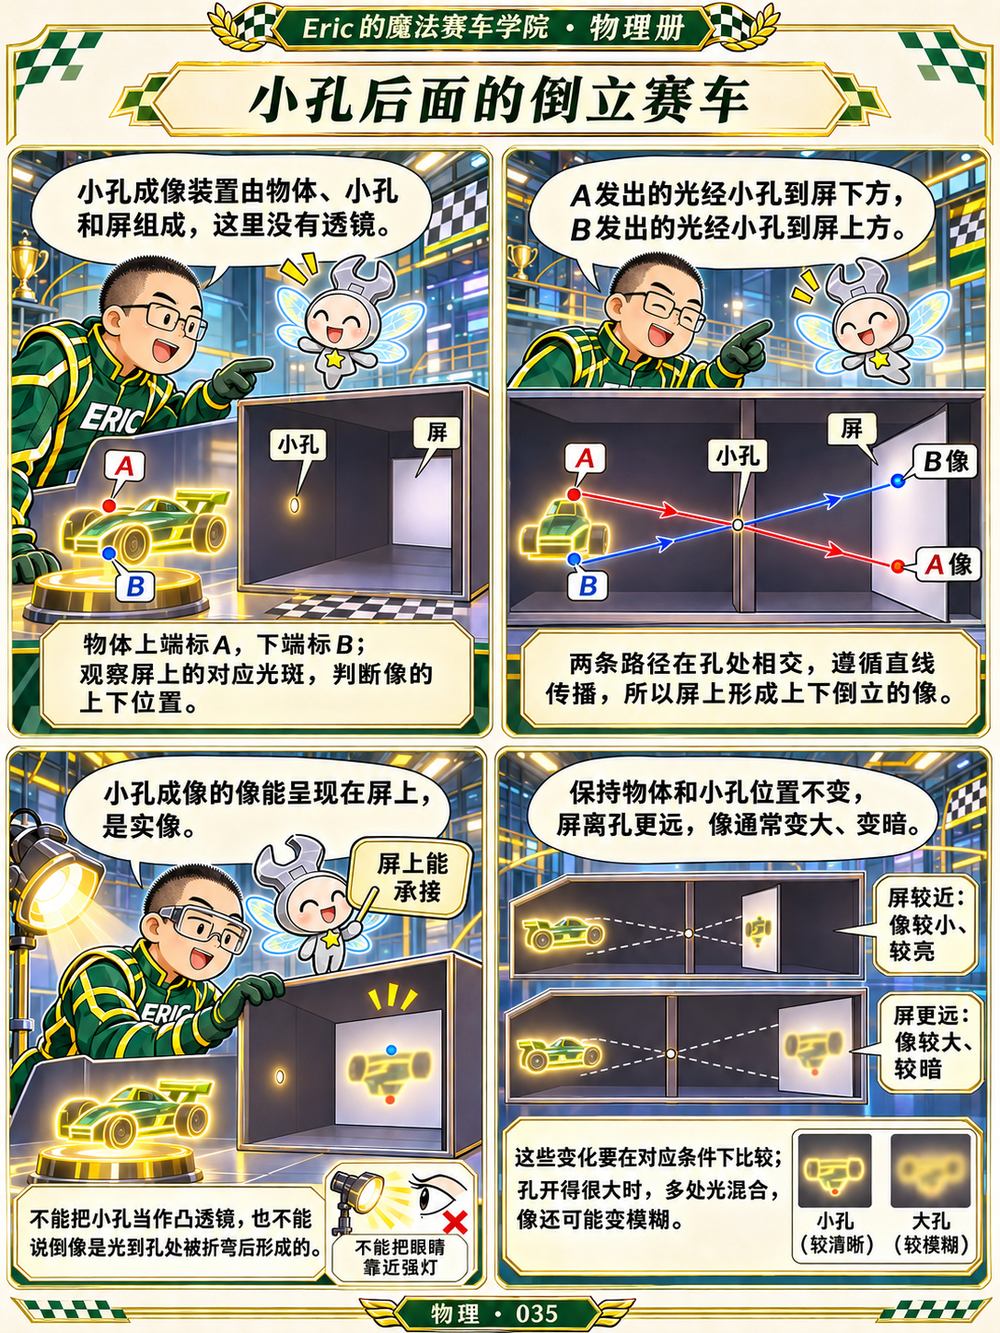 Eric的魔法赛车学院·物理册
小孔后面的倒立赛车
小孔成像装置由物体、小孔
和屏组成，这里没有透镜。
ERIC
小孔
屏
A
B
物体上端标A，下端标B；
观察屏上的对应光斑，判断像的
上下位置。
A发出的光经小孔到屏下方，
B发出的光经小孔到屏上方。
A
小孔
屏
B像
B
A像
两条路径在孔处相交，遵循直线
传播，所以屏上形成上下倒立的像。
小孔成像的像能呈现在屏上，
是实像。
屏上能
承接
ERIC
不能把小孔当作凸透镜，也不能
说倒像是光到孔处被折弯后形成的。
不能把眼睛
靠近强灯
保持物体和小孔位置不变，
屏离孔更远，像通常变大、变暗。
屏较近：
像较小、
较亮
屏更远：
像较大、
较暗
这些变化要在对应条件下比较；
孔开得很大时，多处光混合，
像还可能变模糊。
小孔
（较清晰）
大孔
（较模糊）
物理·035